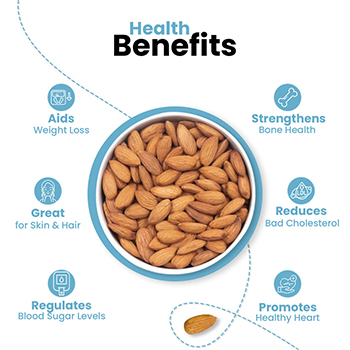 Health
Benefits
Aids
Weight Loss
Strengthens
Bone Health
Great
for Skin & Hair
Reduces
Bad Cholesterol
Regulates
Blood Sugar Levels
Promotes
Healthy Heart